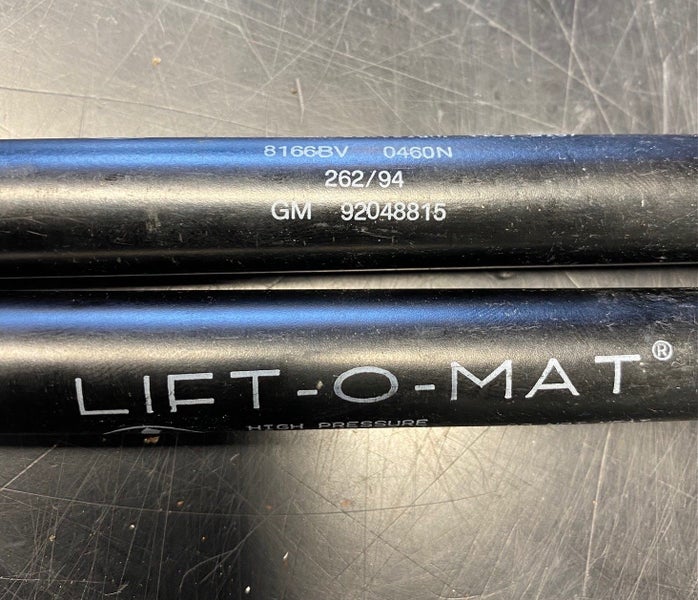 8166BV 0460N
262/94
GM 92048815
LIFT-O-MAT®
HIGH PRESSURE